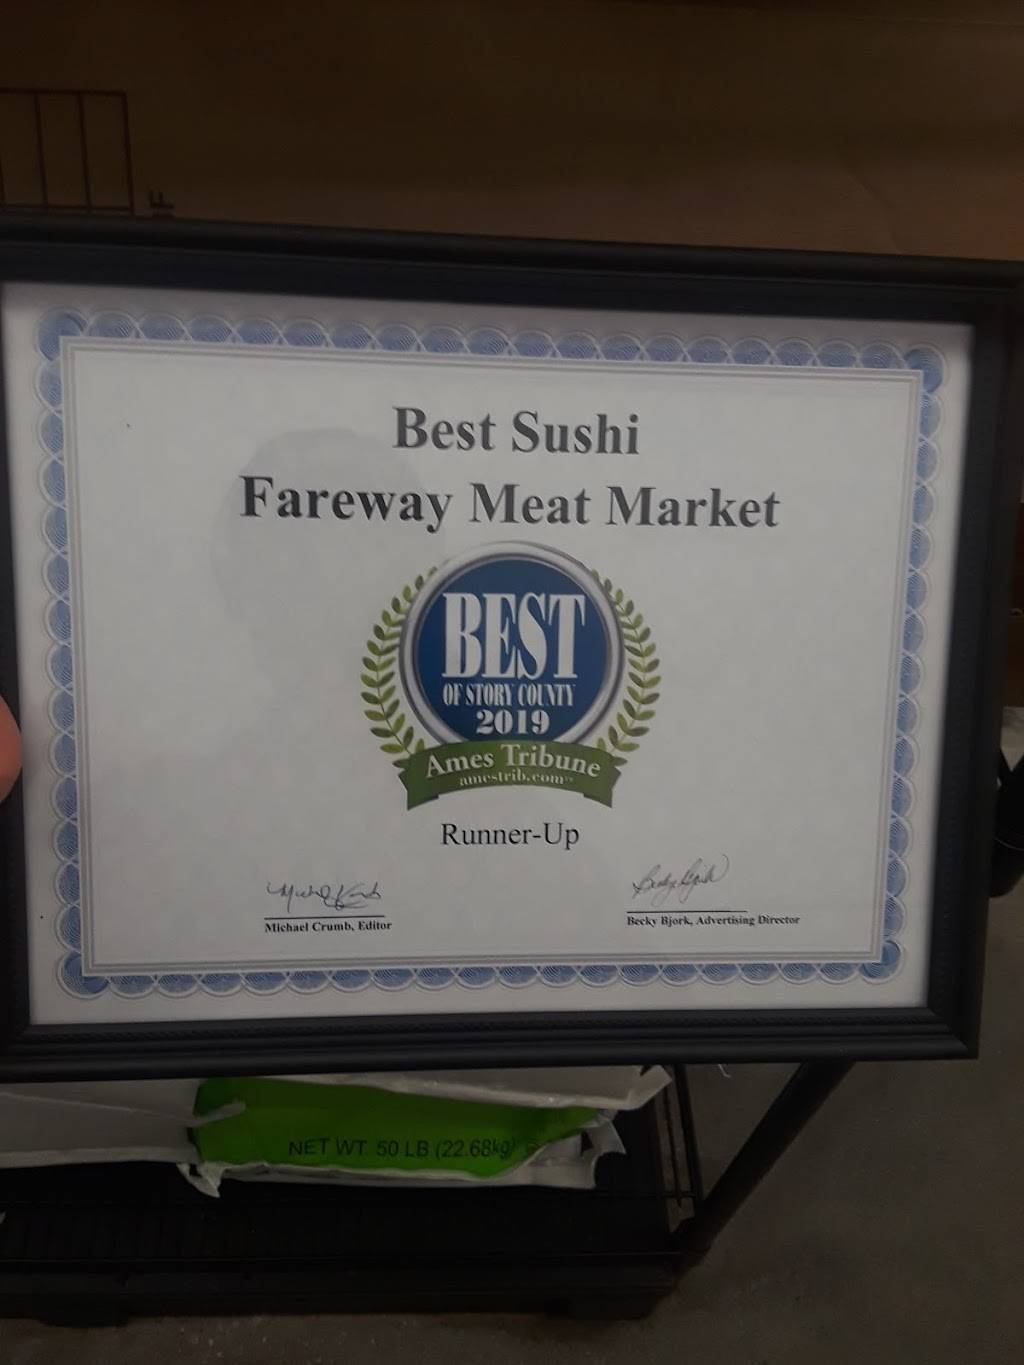 Best Sushi
Fareway Meat Market
BEST
OF STORY COUNTY
2019
Ames Tribune
amestrib.com
Runner-Up
Michael Crumb, Editor
Becky Bjork, Advertising Director
NET WT. 50 LB (22.68kg)